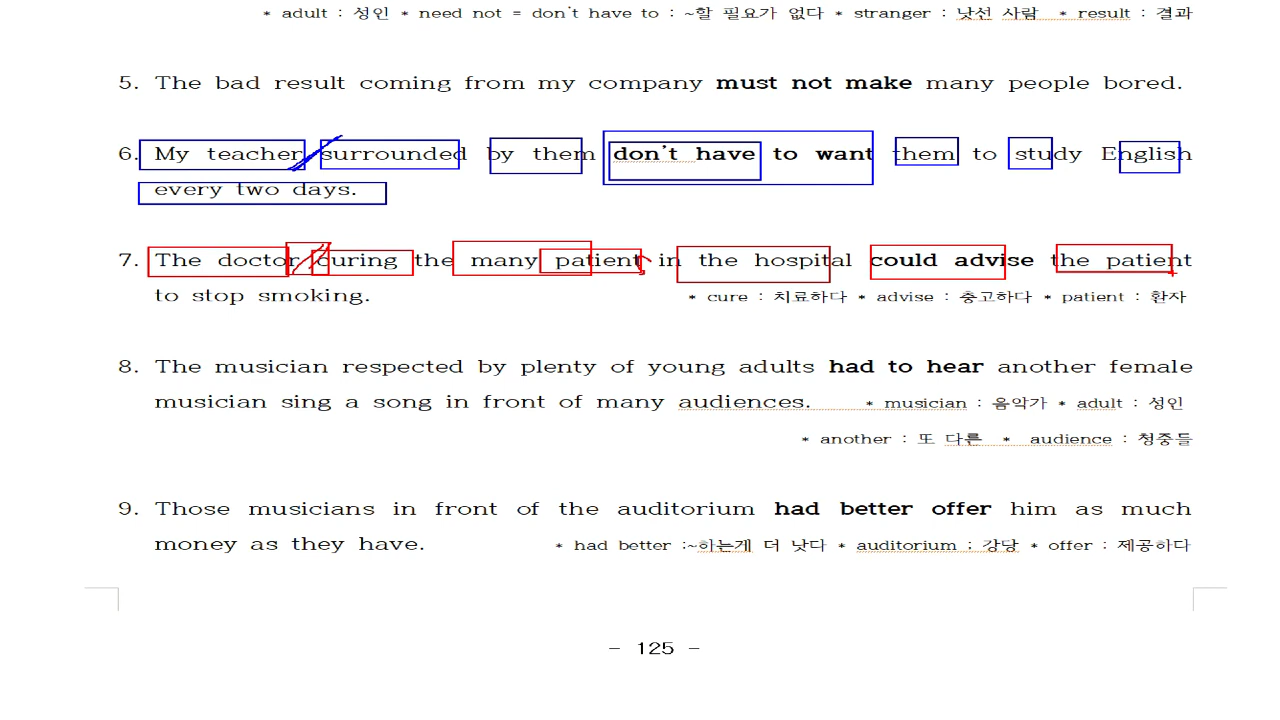 * adult : 성인 * need not = don't have to : ~할 필요가 없다 * stranger : 낯선 사람 * result : 결과
5. The bad result coming from my company must not make many people bored.
6. My teacher surrounded by them don't have to want them to study English
every two days.
7. The doctor curing the many patient in the hospital could advise the patient
to stop smoking. * cure : 치료하다 * advise : 충고하다 * patient : 환자
8. The musician respected by plenty of young adults had to hear another female
musician sing a song in front of many audiences. * musician : 음악가 * adult : 성인
* another : 또 다른 * audience : 청중들
9. Those musicians in front of the auditorium had better offer him as much
money as they have. * had better :~하는게 더 낫다 * auditorium : 강당 * offer : 제공하다
- 125 -